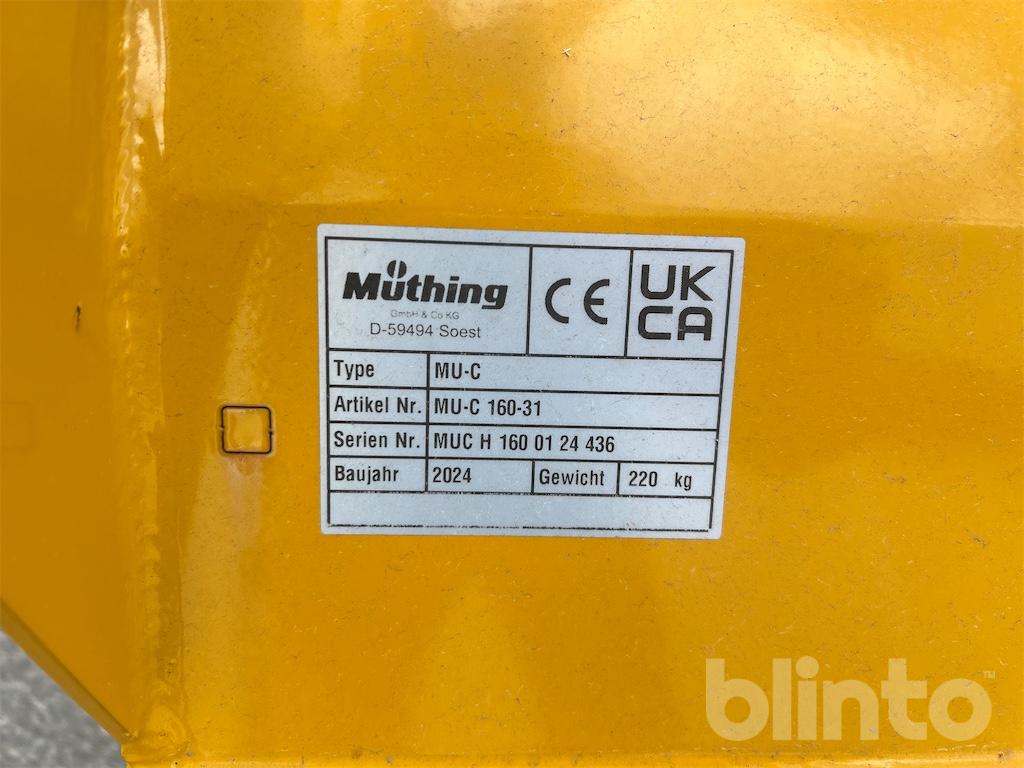 Müthing
GmbH & Co KG
D-59494 Soest
CE
UK
CA
Type MU-C
Artikel Nr. MU-C 160-31
Serien Nr. MUC H 160 01 24 436
Baujahr 2024 Gewicht 220 kg
blinto™